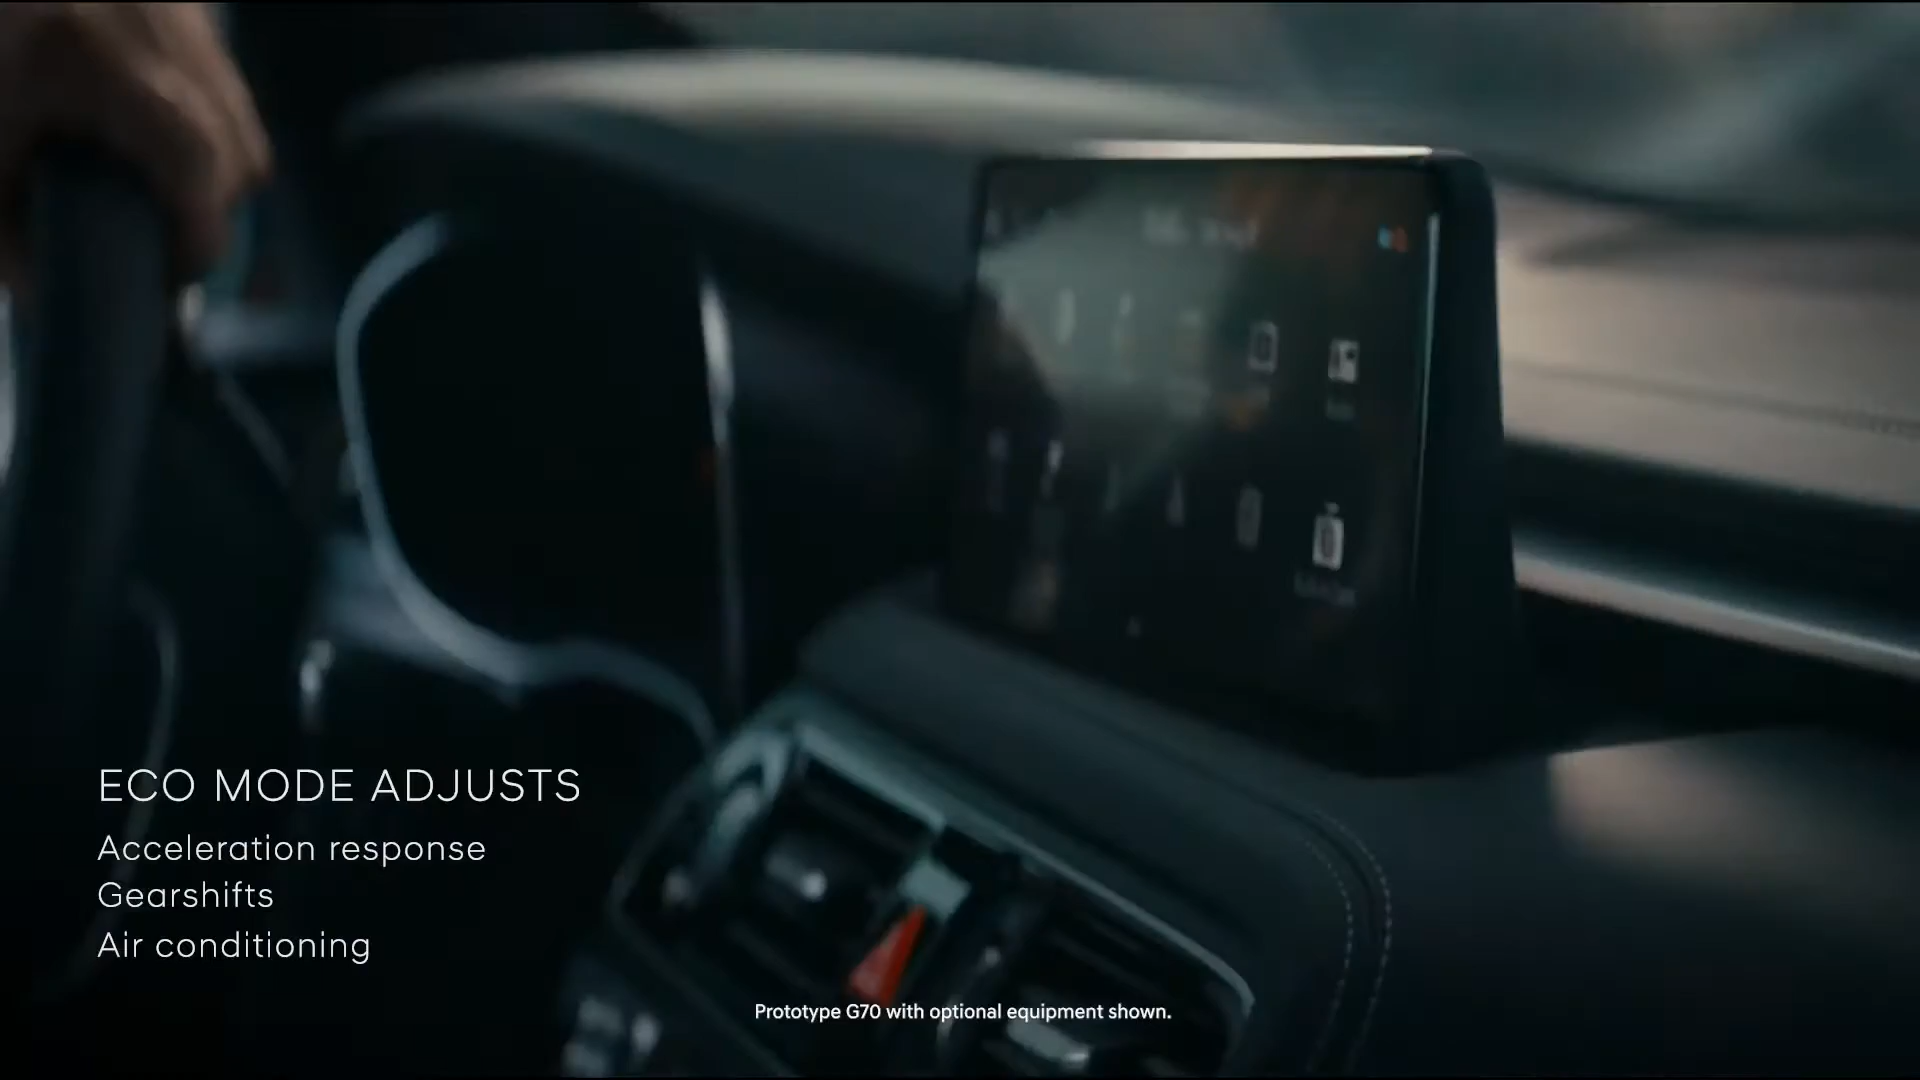 ECO MODE ADJUSTS
Acceleration response
Gearshifts
Air conditioning
Prototype G70 with optional equipment shown.